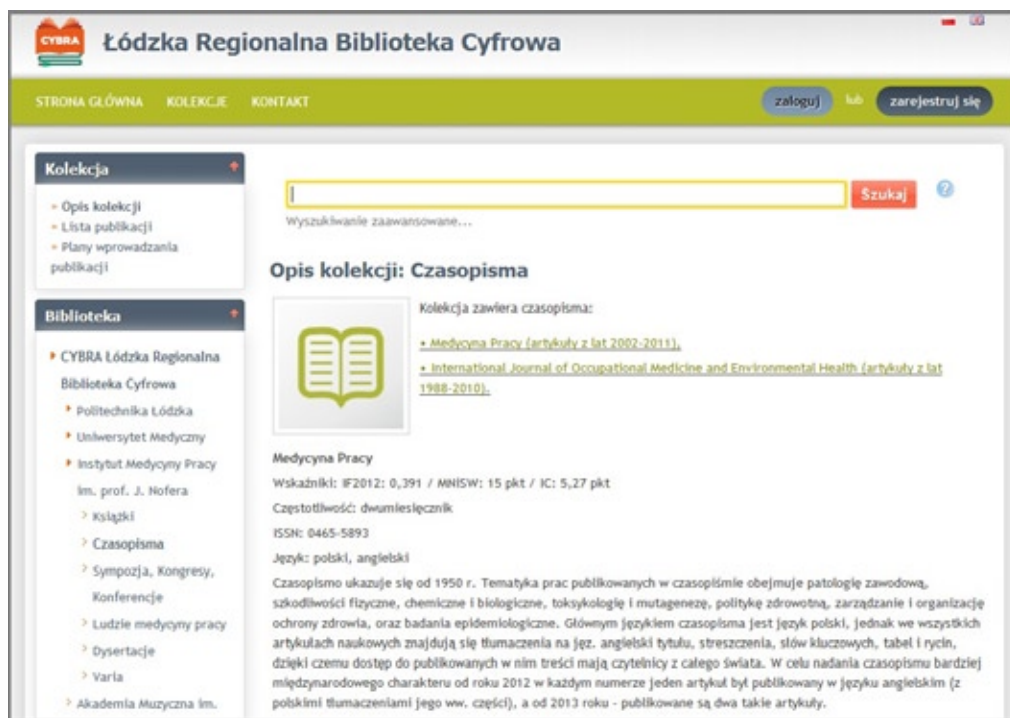 CYBRA
Łódzka Regionalna Biblioteka Cyfrowa
STRONA GŁÓWNA KOLEKCJE KONTAKT
zaloguj lub zarejestruj się
Kolekcja
Opis kolekcji
Lista publikacji
Plany wprowadzania
publikacji
Biblioteka
CYBRA Łódzka Regionalna
Biblioteka Cyfrowa
Politechnika Łódzka
Uniwersytet Medyczny
Instytut Medycyny Pracy
im. prof. J. Nofera
Książki
Czasopisma
Sympozja, Kongresy,
Konferencje
Ludzie medycyny pracy
Dysertacje
Varia
Akademia Muzyczna im.
Szukaj ?
Wyszukiwanie zaawansowane...
Opis kolekcji: Czasopisma
Kolekcja zawiera czasopisma:
• Medycyna Pracy (artykuły z lat 2002-2011),
• International Journal of Occupational Medicine and Environmental Health (artykuły z lat
1988-2010).
Medycyna Pracy
Wskaźniki: IF2012: 0,391 / MNiSW: 15 pkt / IC: 5,27 pkt
Częstotliwość: dwumiesięcznik
ISSN: 0465-5893
Język: polski, angielski
Czasopismo ukazuje się od 1950 r. Tematyka prac publikowanych w czasopiśmie obejmuje patologię zawodową,
szkodliwości fizyczne, chemiczne i biologiczne, toksykologię i mutagenezę, politykę zdrowotną, zarządzanie i organizację
ochrony zdrowia, oraz badania epidemiologiczne. Głównym językiem czasopisma jest język polski, jednak we wszystkich
artykułach naukowych znajdują się tłumaczenia na jęz. angielski tytułu, streszczenia, słów kluczowych, tabel i rycin,
dzięki czemu dostęp do publikowanych w nim treści mają czytelnicy z całego świata. W celu nadania czasopismu bardziej
międzynarodowego charakteru od roku 2012 w każdym numerze jeden artykuł był publikowany w języku angielskim (z
polskimi tłumaczeniami jego ww. części), a od 2013 roku - publikowane są dwa takie artykuły.